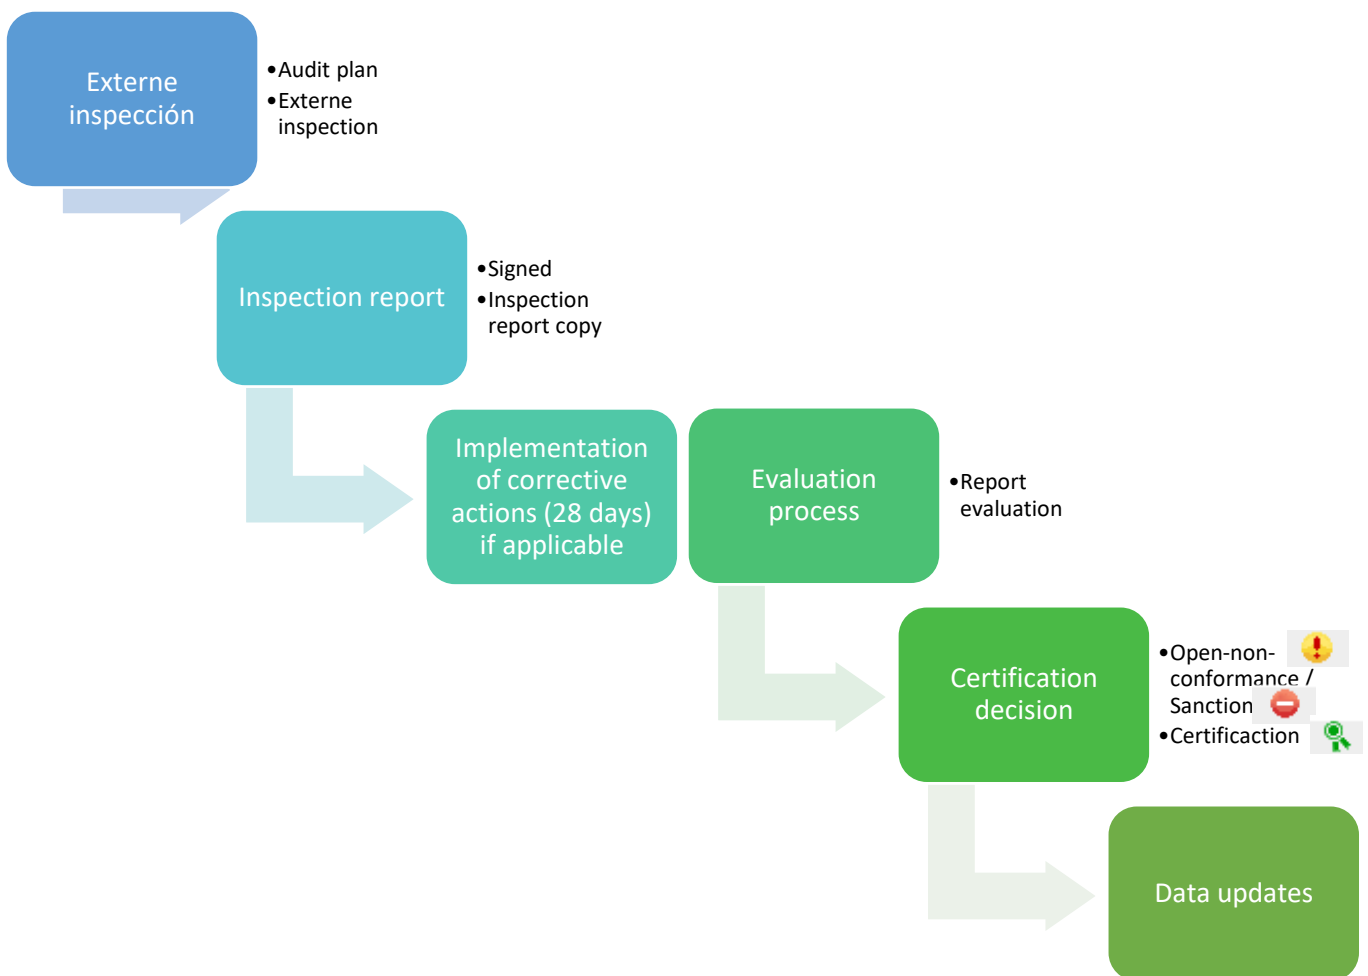 Externe
inspección
•Audit plan
•Externe
inspection
Inspection report
•Signed
•Inspection
report copy
Implementation
of corrective
actions (28 days)
if applicable
Evaluation
process
•Report
evaluation
Certification
decision
•Open-non-
conformance /
Sanction
•Certificaction
Data updates